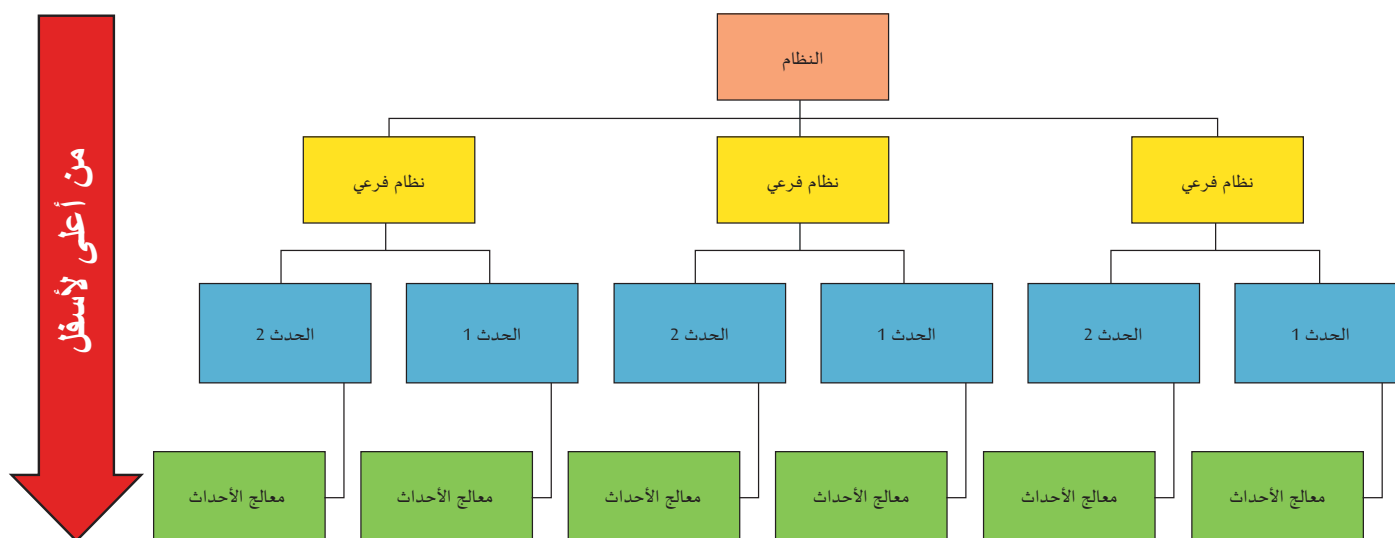 النظام
نظام فرعي
نظام فرعي
نظام فرعي
الحدث 1
الحدث 2
الحدث 1
الحدث 2
الحدث 1
الحدث 2
معالج الأحداث
معالج الأحداث
معالج الأحداث
معالج الأحداث
معالج الأحداث
معالج الأحداث
من أعلى لأسفل